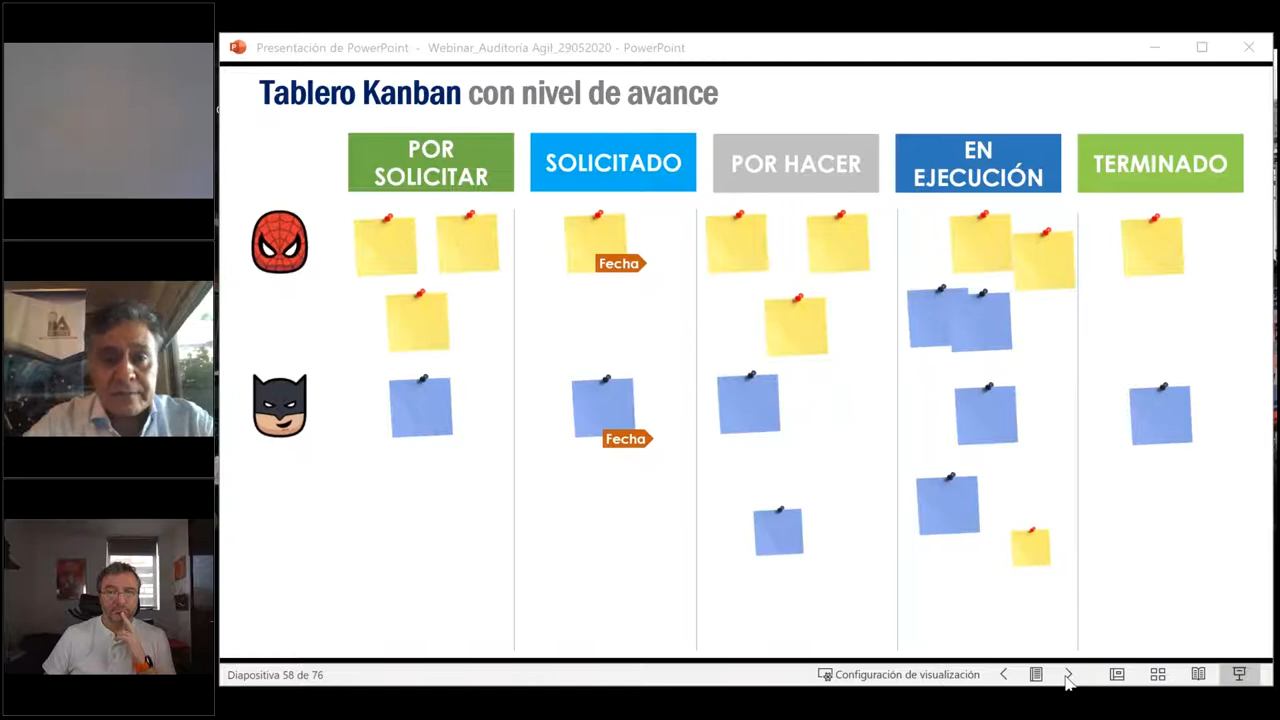 Presentación de PowerPoint - Webinar_Auditoría Agil_29052020 - PowerPoint
Tablero Kanban con nivel de avance
POR
SOLICITAR
SOLICITADO
POR HACER
EN
EJECUCIÓN
TERMINADO
Fecha
Fecha
Diapositiva 58 de 76
Configuración de visualización